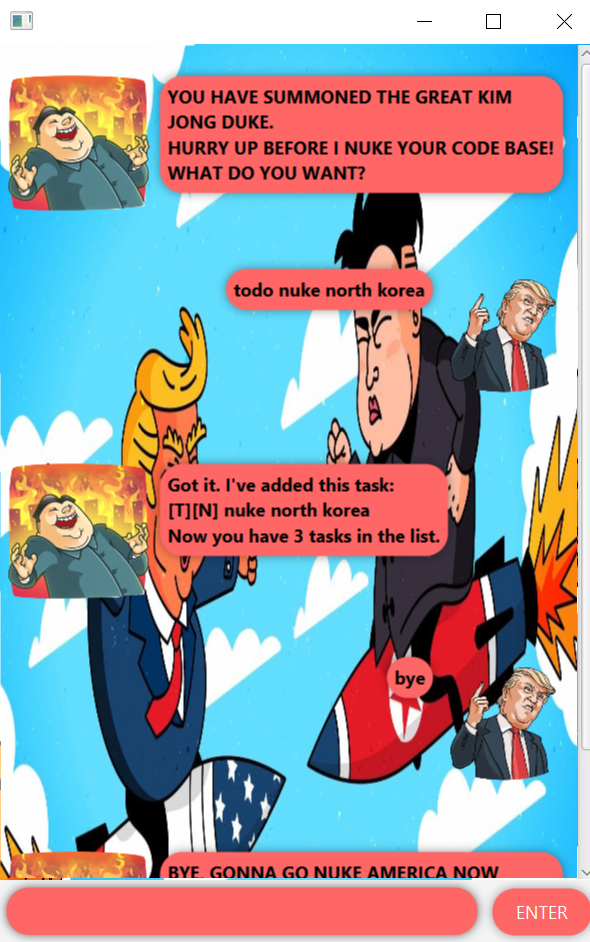 YOU HAVE SUMMONED THE GREAT KIM
JONG DUKE.
HURRY UP BEFORE I NUKE YOUR CODE BASE!
WHAT DO YOU WANT?
todo nuke north korea
Got it. I've added this task:
[T][N] nuke north korea
Now you have 3 tasks in the list.
bye
BYE. GONNA GO NUKE AMERICA NOW
ENTER